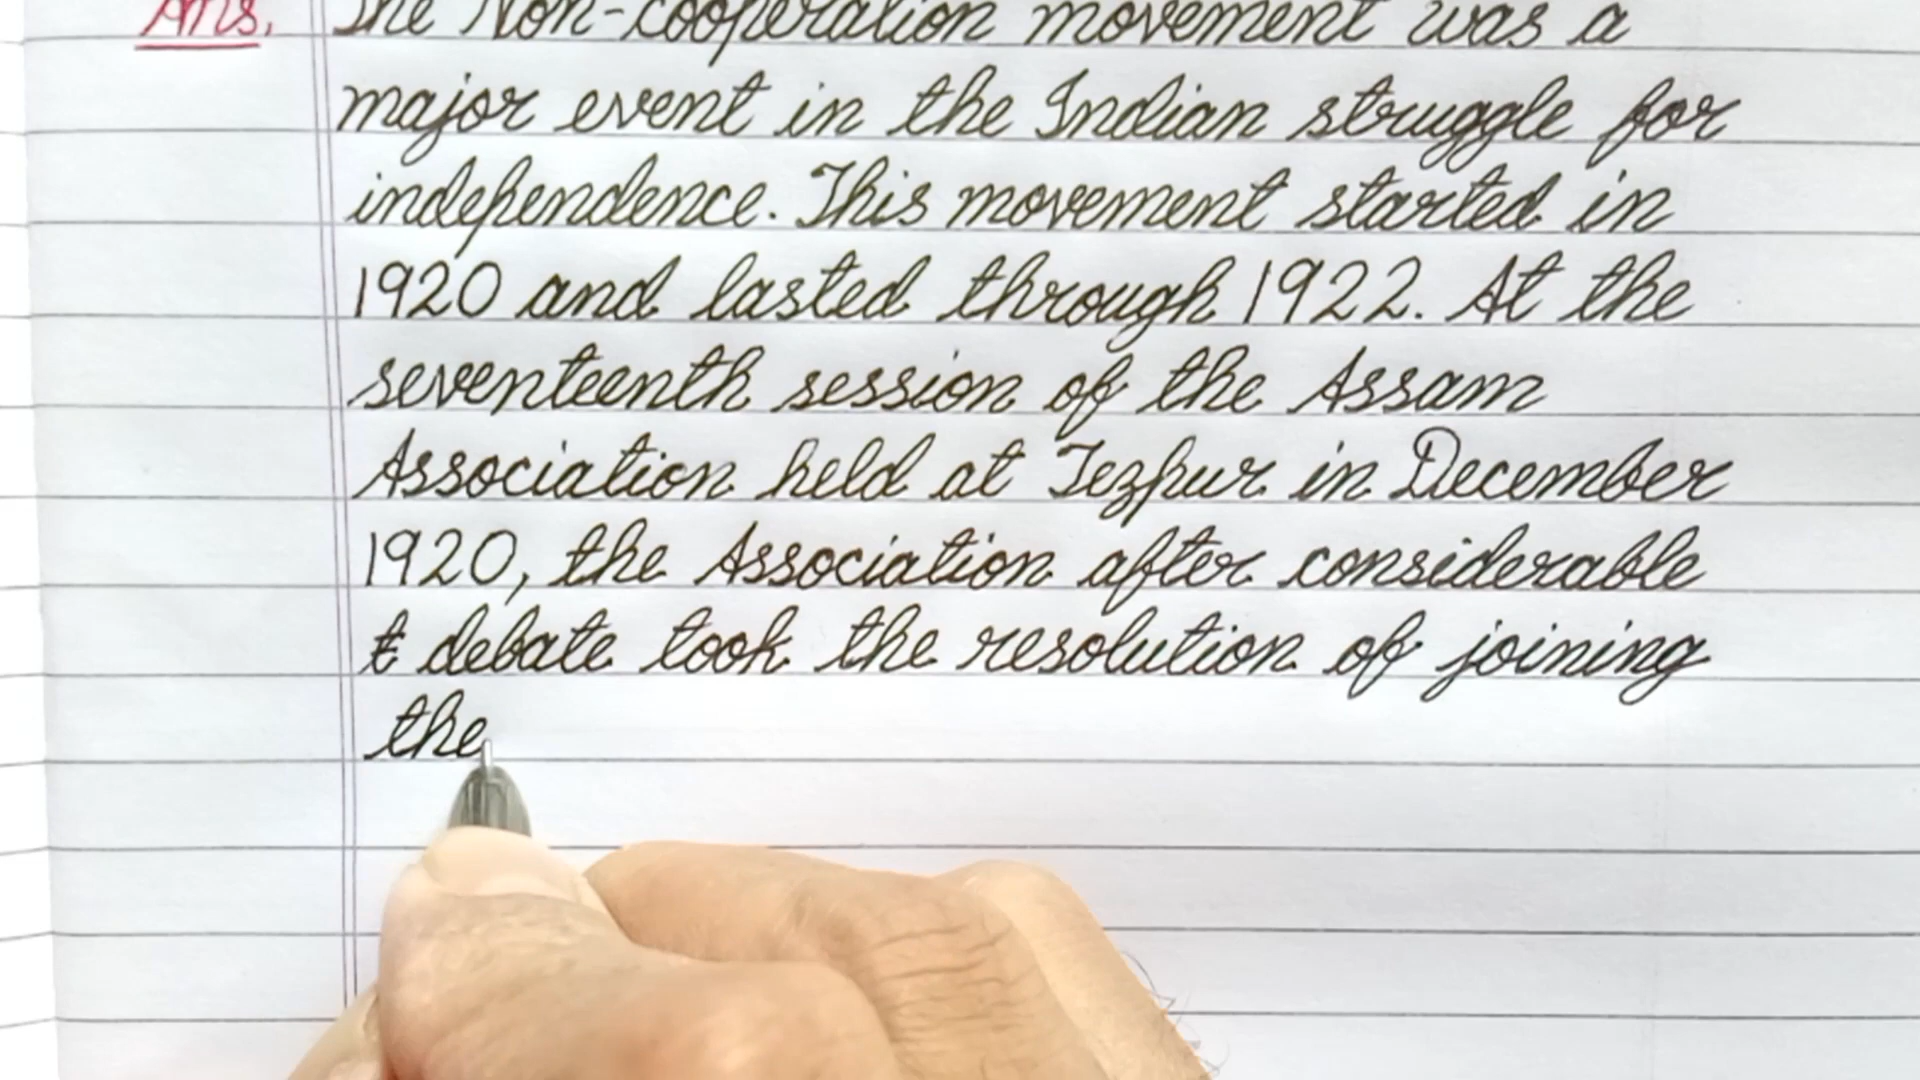 Ans. The Non-cooperation movement was a
major event in the Indian struggle for
independence. This movement started in
1920 and lasted through 1922. At the
seventeenth session of the Assam
Association held at Tezpur in December
1920, the Association after considerable
t debate took the resolution of joining
the